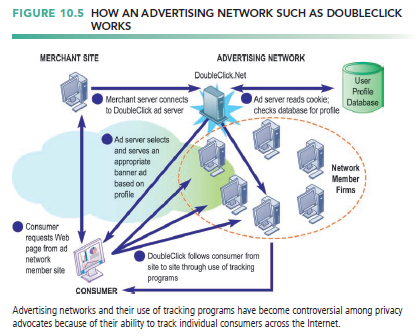 FIGURE 10.5 HOW AN ADVERTISING NETWORK SUCH AS DOUBLECLICK
WORKS
MERCHANT SITE
ADVERTISING NETWORK
DoubleClick.Net
User
Profile
Database
Merchant server connects
to DoubleClick ad server
Ad server reads cookie;
checks database for profile
Ad server selects
and serves an
appropriate
banner ad
based on
profile
Network
Member
Firms
Consumer
requests Web
page from ad
network
member site
DoubleClick follows consumer from
site to site through use of tracking
programs
CONSUMER
Advertising networks and their use of tracking programs have become controversial among privacy
advocates because of their ability to track individual consumers across the Internet.